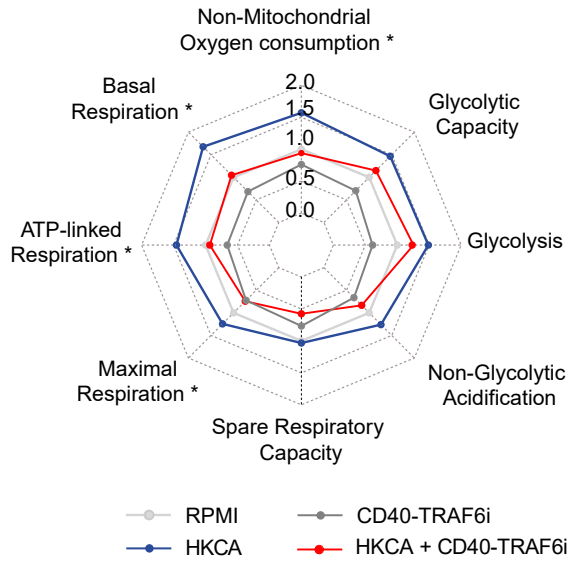 Non-Mitochondrial
Oxygen consumption *
Basal
Respiration *
Glycolytic
Capacity
2.0
1.5
1.0
0.5
0.0
ATP-linked
Respiration *
Glycolysis
Maximal
Respiration *
Non-Glycolytic
Acidification
Spare Respiratory
Capacity
RPMI
CD40-TRAF6i
HKCA
HKCA + CD40-TRAF6i